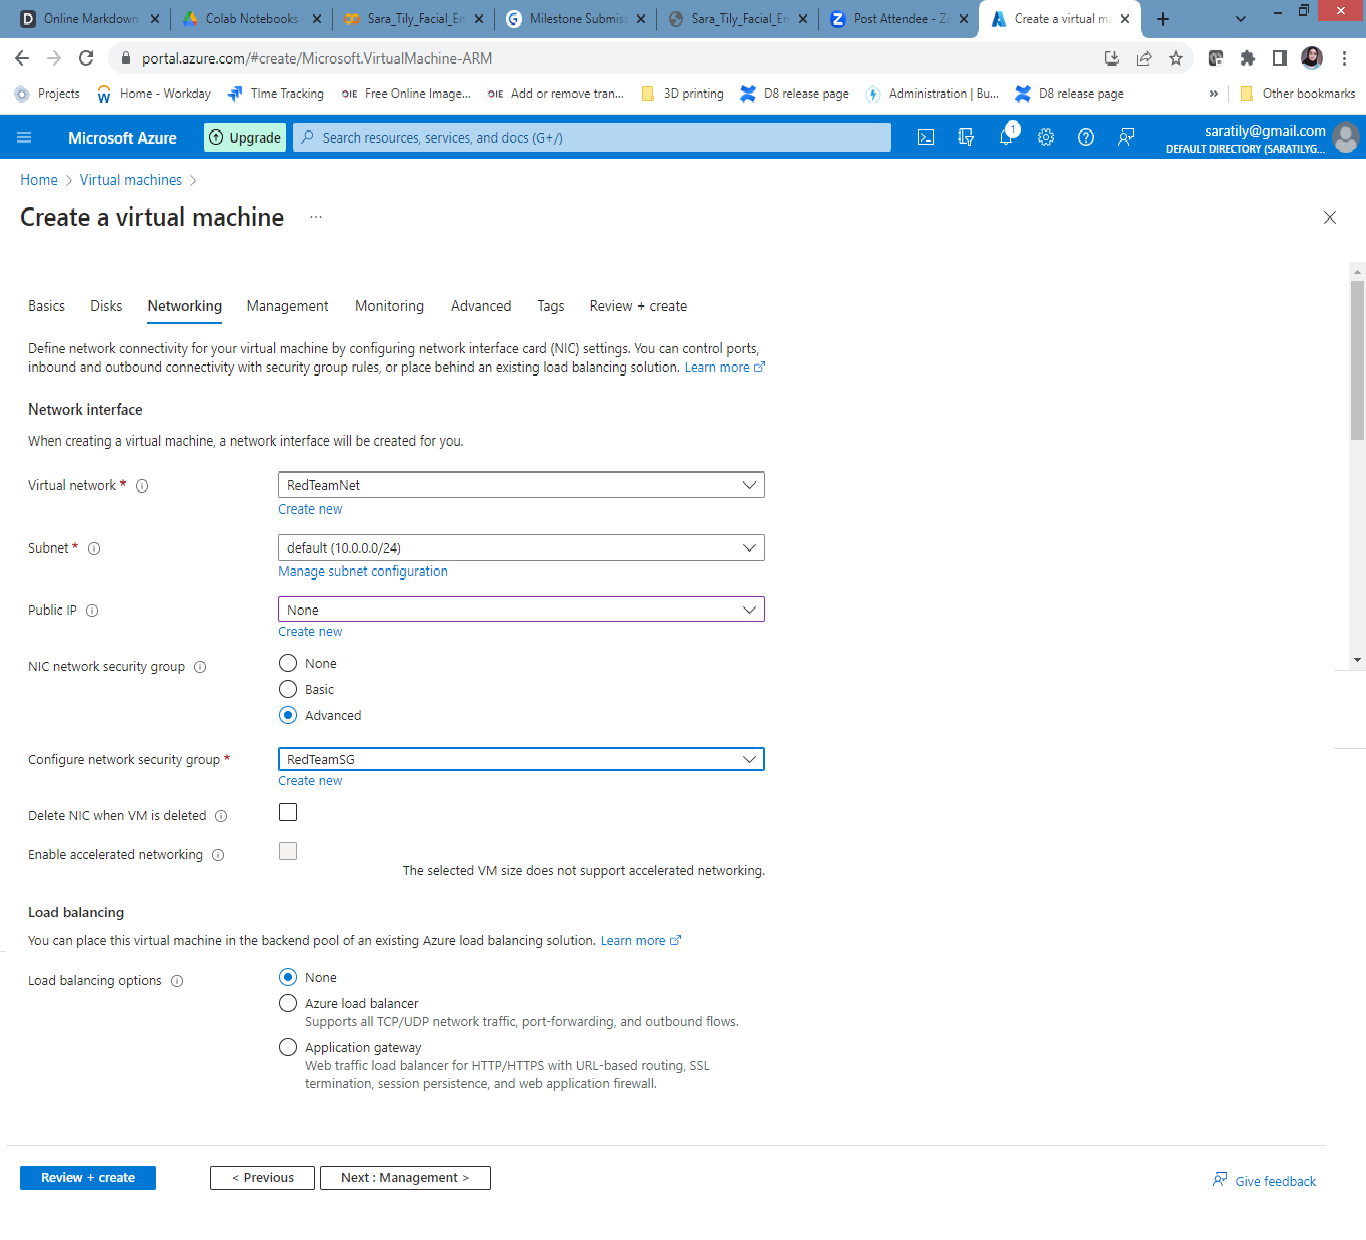 Online Markdown
Colab Notebooks
Sara_Tily_Facial_Em
Milestone Submiss
Sara_Tily_Facial_Em
Post Attendee - Zo
Create a virtual ma
portal.azure.com/#create/Microsoft.VirtualMachine-ARM
Projects
Home - Workday
TIme Tracking
Free Online Image...
Add or remove tran...
3D printing
D8 release page
Administration | Bu...
D8 release page
»
Other bookmarks
Microsoft Azure
Upgrade
Search resources, services, and docs (G+/)
1
saratily@gmail.com
DEFAULT DIRECTORY (SARATILYG...
Home > Virtual machines >
Create a virtual machine ...
Basics Disks Networking Management Monitoring Advanced Tags Review + create
Define network connectivity for your virtual machine by configuring network interface card (NIC) settings. You can control ports,
inbound and outbound connectivity with security group rules, or place behind an existing load balancing solution. Learn more
Network interface
When creating a virtual machine, a network interface will be created for you.
Virtual network *
RedTeamNet
Create new
Subnet *
default (10.0.0.0/24)
Manage subnet configuration
Public IP
None
Create new
NIC network security group
None
Basic
Advanced
Configure network security group *
RedTeamSG
Create new
Delete NIC when VM is deleted
Enable accelerated networking
The selected VM size does not support accelerated networking.
Load balancing
You can place this virtual machine in the backend pool of an existing Azure load balancing solution. Learn more
Load balancing options
None
Azure load balancer
Supports all TCP/UDP network traffic, port-forwarding, and outbound flows.
Application gateway
Web traffic load balancer for HTTP/HTTPS with URL-based routing, SSL
termination, session persistence, and web application firewall.
Review + create
< Previous
Next : Management >
Give feedback